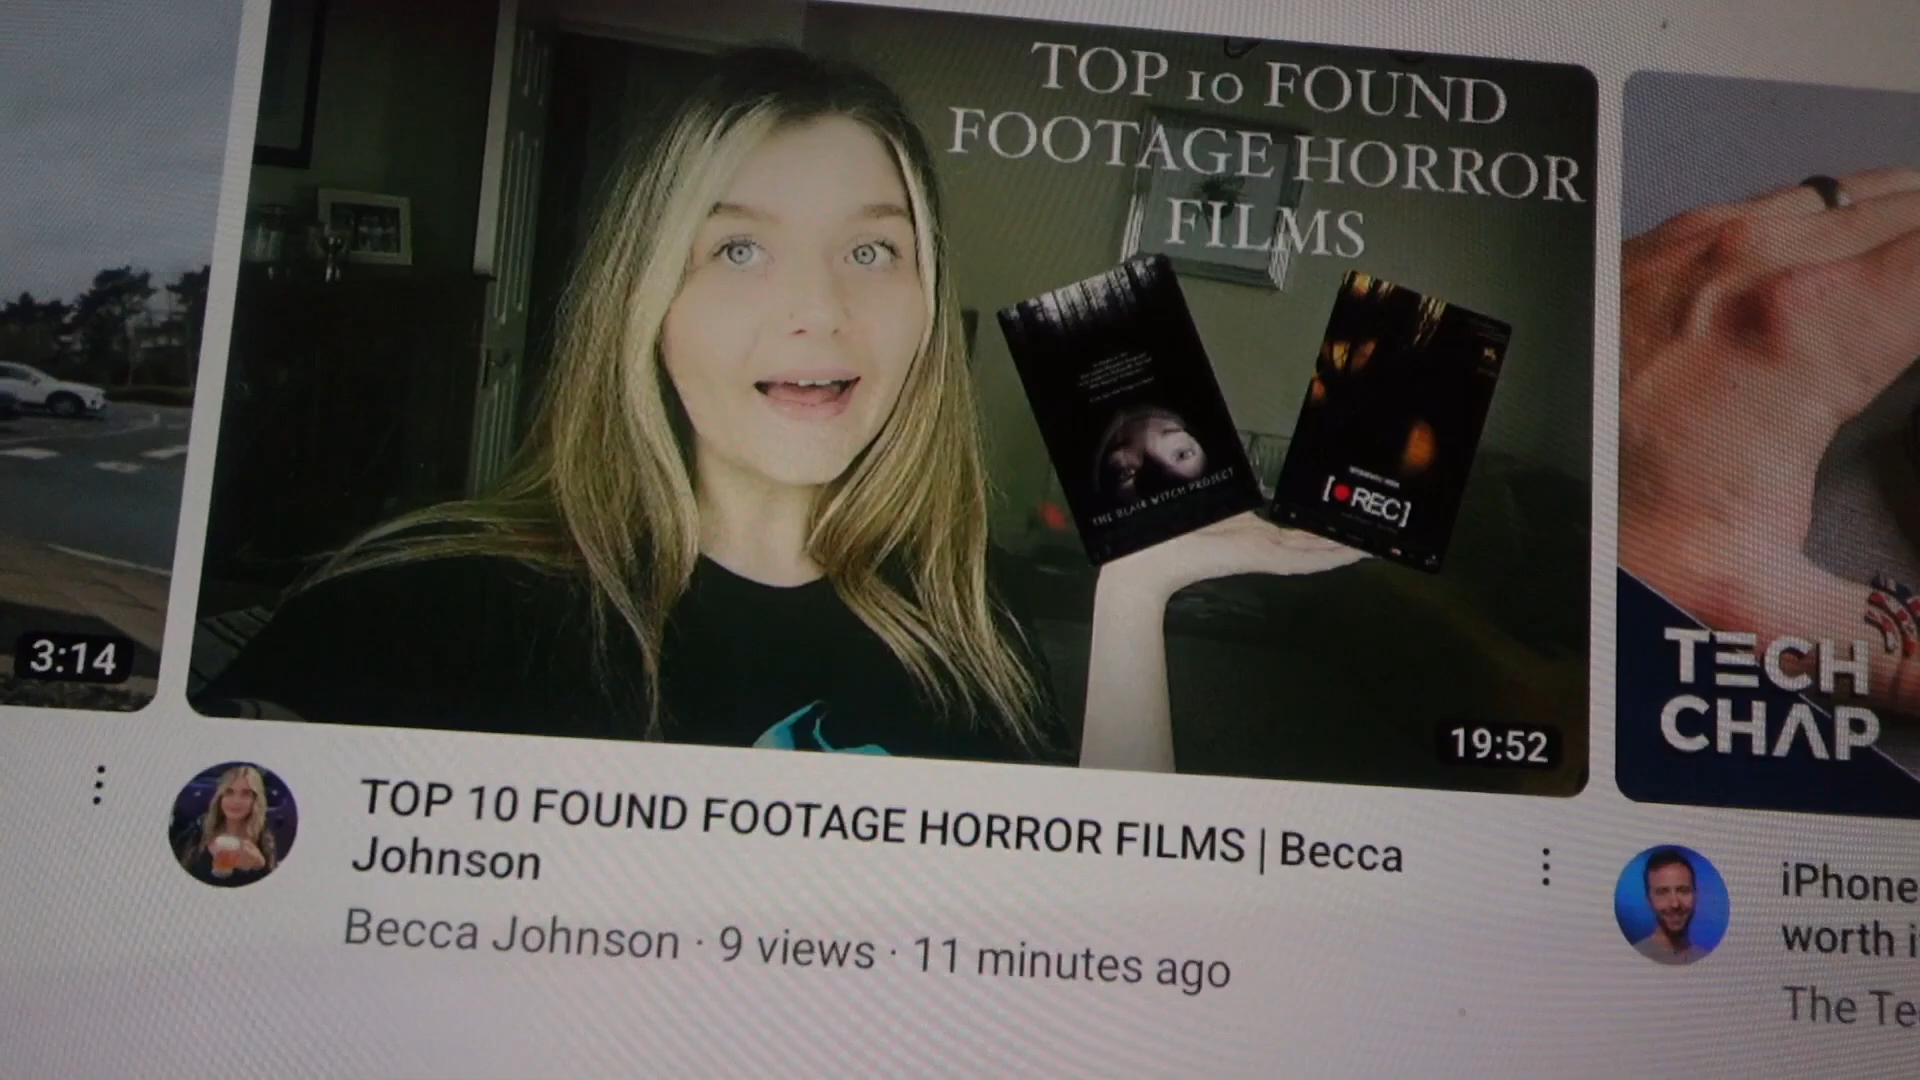 TOP 10 FOUND
FOOTAGE HORROR
FILMS
THE BLAIR WITCH PROJECT
[REC]
3:14
19:52
TECH
CHAP
TOP 10 FOUND FOOTAGE HORROR FILMS | Becca
Johnson
Becca Johnson · 9 views · 11 minutes ago
iPhone
worth
The